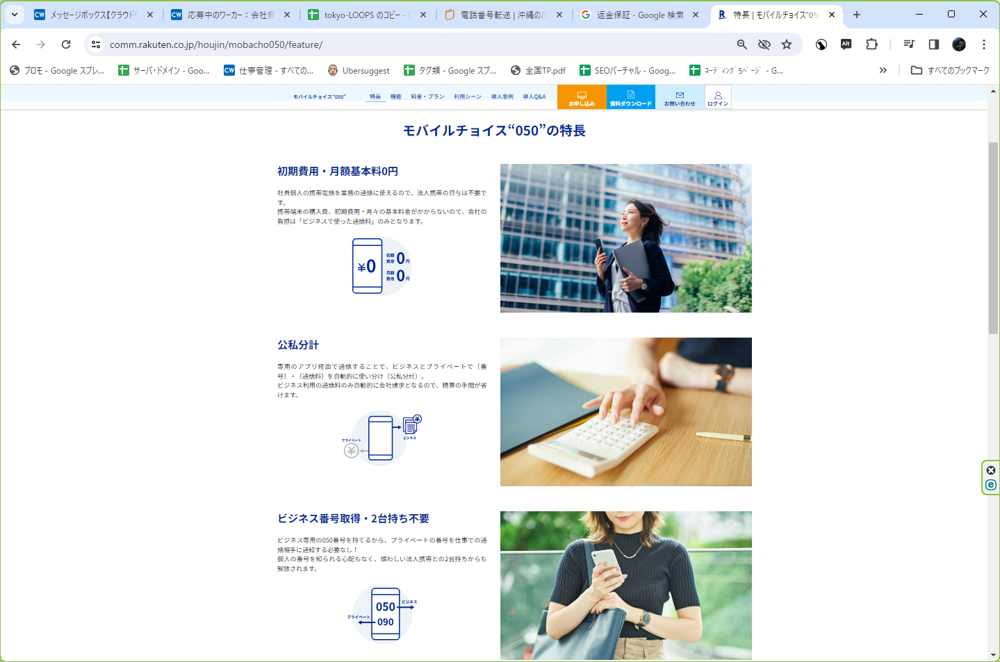 メッセージボックス【クラウドワ
応募中のワーカー：会社概
tokyo-LOOPS のコピー - G
電話番号転送 | 沖縄のバ
返金保証 - Google 検索
特長 | モバイルチョイス“050
comm.rakuten.co.jp/houjin/mobacho050/feature/
プロモ - Google スプレ...
サーバ・ドメイン - Goo...
仕事管理 - すべての...
Ubersuggest
タグ類 - Google スプ...
全国TP.pdf
SEOバーチャル - Goog...
コーディング 5ページ - G...
すべてのブックマーク
モバイルチョイス“050”
特長
機能
料金・プラン
利用シーン
導入事例
導入Q&A
お申し込み
資料ダウンロード
お問い合わせ
ログイン
モバイルチョイス“050”の特長
初期費用・月額基本料0円
社員個人の携帯電話を業務の通話に使えるので、法人携帯の貸与は不要で
す。
携帯端末の購入費、初期費用・月々の基本料金がかからないので、会社の
負担は「ビジネスで使った通話料」のみとなります。
¥0
初期費用 0円
月額費用 0円
公私分計
専用のアプリ経由で通話することで、ビジネスとプライベートで〔番
号〕・〔通話料〕を自動的に使い分け（公私分計）。
ビジネス利用の通話料のみ自動的に会社請求となるので、精算の手間が省
けます。
プライベート
ビジネス
ビジネス番号取得・2台持ち不要
ビジネス専用の050番号を持てるから、プライベートの番号を仕事での通
話相手に通知する必要なし！
個人の番号を知られる心配もなく、煩わしい法人携帯との2台持ちからも
解放されます。
ビジネス
050
プライベート
090